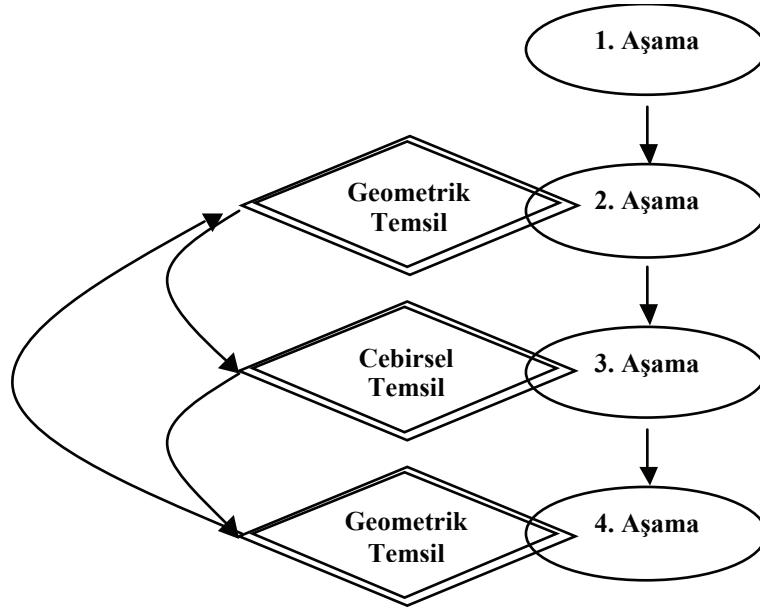 1. Aşama
Geometrik
Temsil
2. Aşama
Cebirsel
Temsil
3. Aşama
Geometrik
Temsil
4. Aşama